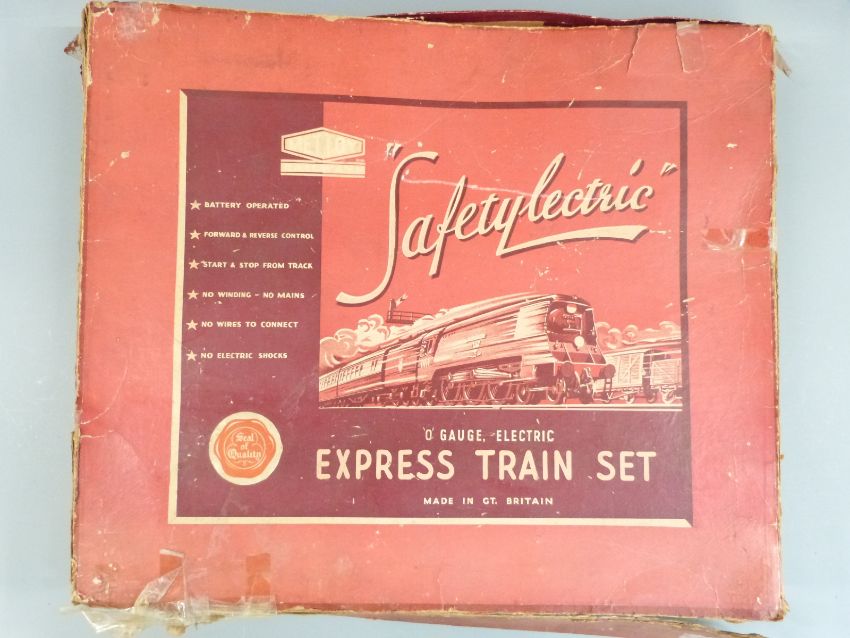 "Safetylectric"
★ BATTERY OPERATED
★ FORWARD & REVERSE CONTROL
★ START & STOP FROM TRACK
★ NO WINDING - NO MAINS
★ NO WIRES TO CONNECT
★ NO ELECTRIC SHOCKS
Seal
of
Quality
O GAUGE, ELECTRIC
EXPRESS TRAIN SET
MADE IN GT. BRITAIN